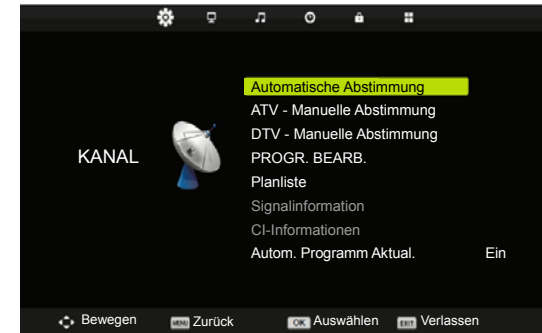 Automatische Abstimmung
ATV - Manuelle Abstimmung
DTV - Manuelle Abstimmung
KANAL
PROGR. BEARB.
Planliste
Signalinformation
CI-Informationen
Autom. Programm Aktual. Ein
Bewegen MENU Zurück OK Auswählen EXIT Verlassen